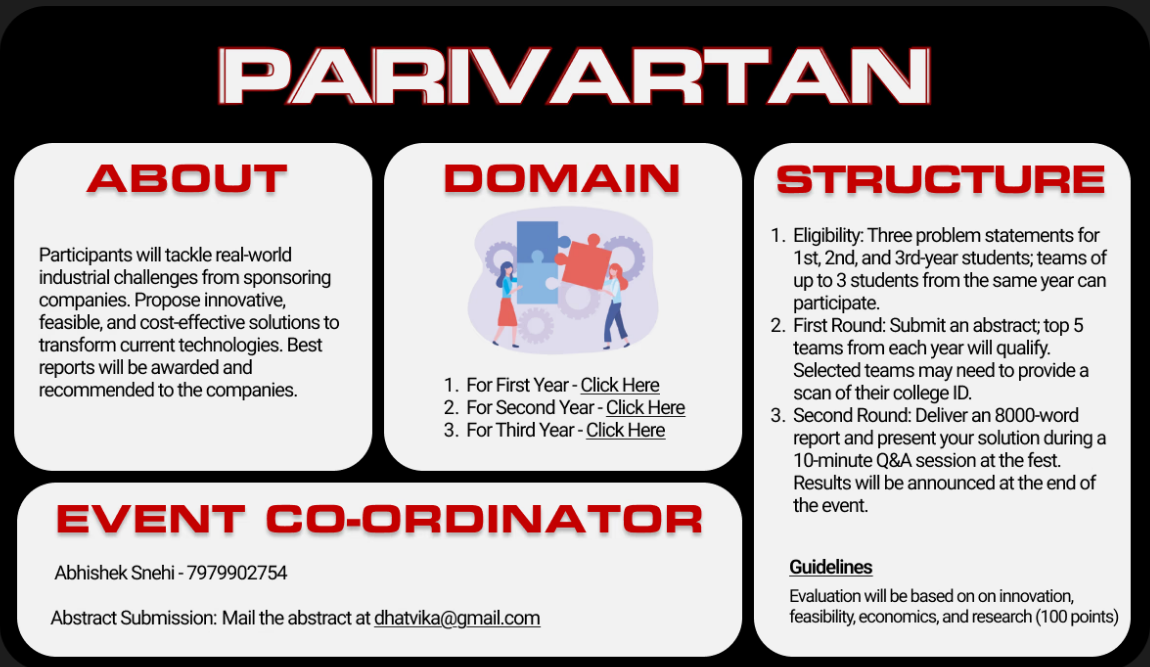 PARIVARTAN
ABOUT
Participants will tackle real-world
industrial challenges from sponsoring
companies. Propose innovative,
feasible, and cost-effective solutions to
transform current technologies. Best
reports will be awarded and
recommended to the companies.
DOMAIN
1. For First Year - Click Here
2. For Second Year - Click Here
3. For Third Year - Click Here
STRUCTURE
1. Eligibility: Three problem statements for
1st, 2nd, and 3rd-year students; teams of
up to 3 students from the same year can
participate.
2. First Round: Submit an abstract; top 5
teams from each year will qualify.
Selected teams may need to provide a
scan of their college ID.
3. Second Round: Deliver an 8000-word
report and present your solution during a
10-minute Q&A session at the fest.
Results will be announced at the end of
the event.
Guidelines
Evaluation will be based on on innovation,
feasibility, economics, and research (100 points)
EVENT CO-ORDINATOR
Abhishek Snehi - 7979902754
Abstract Submission: Mail the abstract at dhatvika@gmail.com